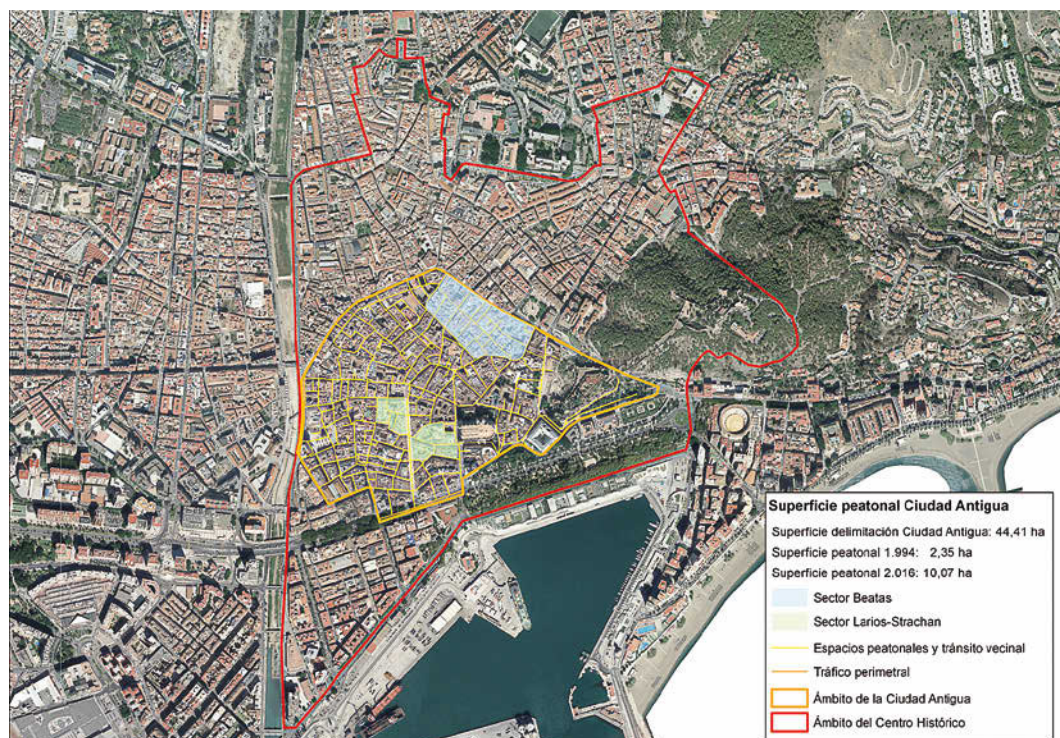 Superficie peatonal Ciudad Antigua
Superficie delimitación Ciudad Antigua: 44,41 ha
Superficie peatonal 1.994: 2,35 ha
Superficie peatonal 2.016: 10,07 ha
Sector Beatas
Sector Larios-Strachan
Espacios peatonales y tránsito vecinal
Tráfico perimetral
Ámbito de la Ciudad Antigua
Ámbito del Centro Histórico